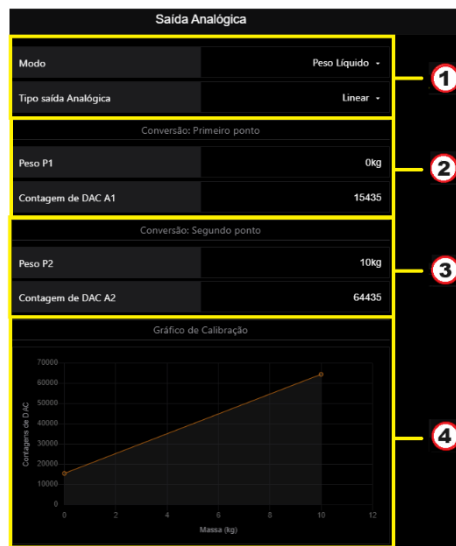 Saída Analógica
Modo Peso Líquido
1
Tipo saída Analógica Linear
Conversão: Primeiro ponto
Peso P1 0kg
2
Contagem de DAC A1 15435
Conversão: Segundo ponto
Peso P2 10kg
3
Contagem de DAC A2 64435
Gráfico de Calibração
70000
60000
50000
40000
30000
20000
10000
0
Contagens de DAC
4
0 2 4 6 8 10 12
Massa (kg)